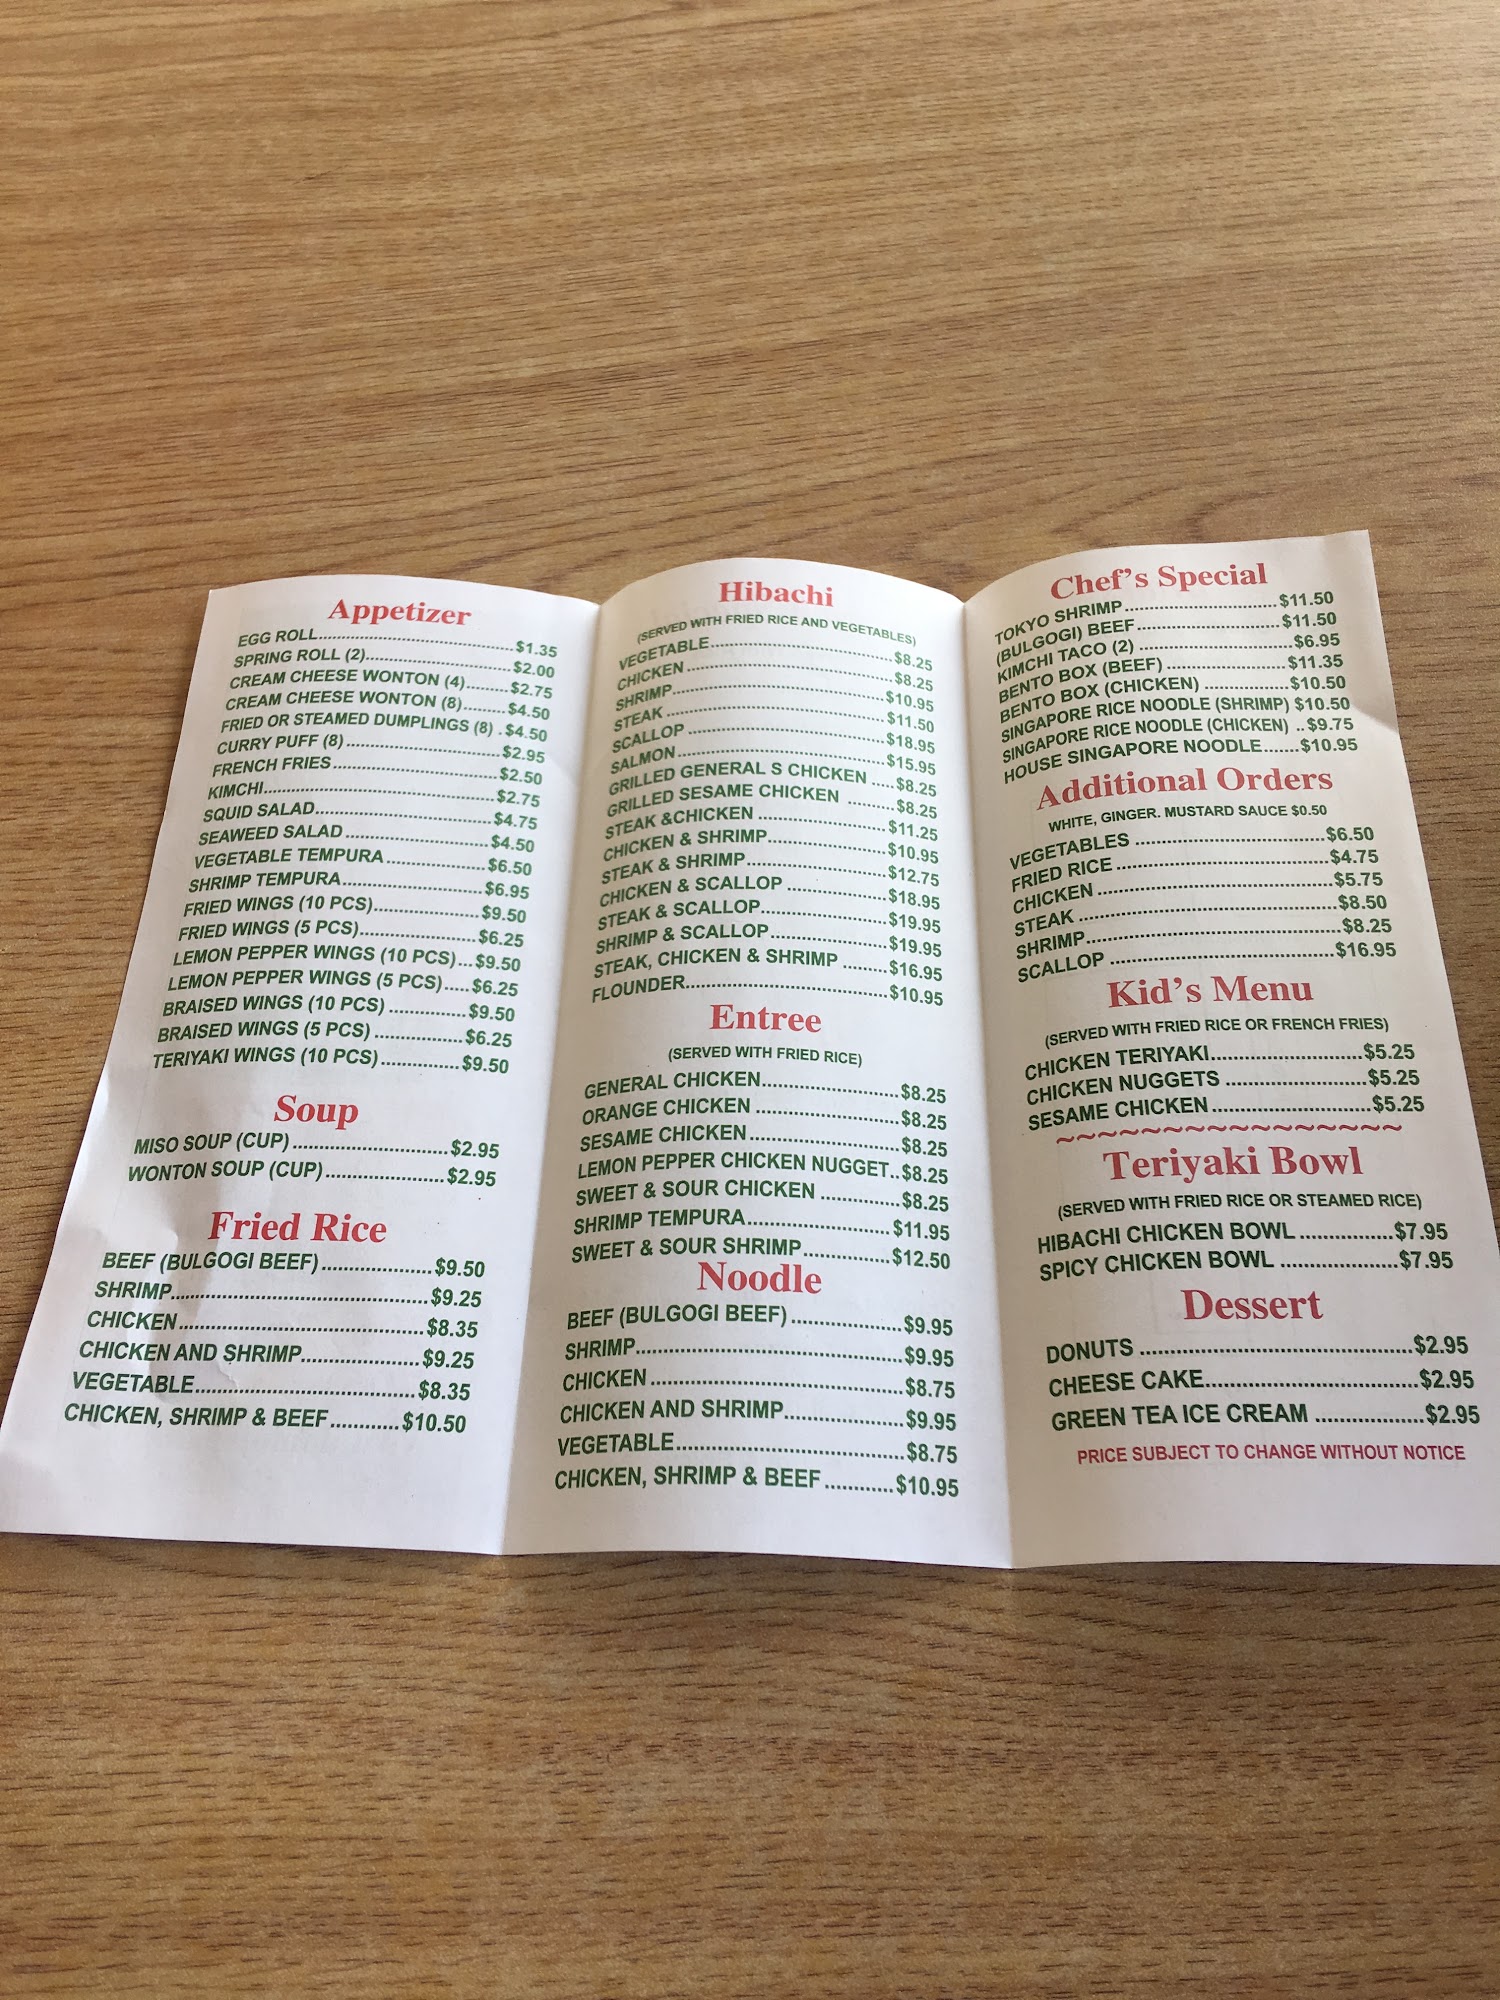 Appetizer
EGG ROLL...$1.35
SPRING ROLL (2)...$2.00
CREAM CHEESE WONTON (4)...$2.75
CREAM CHEESE WONTON (8)...$4.50
FRIED OR STEAMED DUMPLINGS (8) .$4.50
CURRY PUFF (8)...$2.95
FRENCH FRIES...$2.50
KIMCHI...$2.75
SQUID SALAD...$4.75
SEAWEED SALAD...$4.50
VEGETABLE TEMPURA...$6.50
SHRIMP TEMPURA...$6.95
FRIED WINGS (10 PCS)...$9.50
FRIED WINGS (5 PCS)...$6.25
LEMON PEPPER WINGS (10 PCS)...$9.50
LEMON PEPPER WINGS (5 PCS)...$6.25
BRAISED WINGS (10 PCS)...$9.50
BRAISED WINGS (5 PCS)...$6.25
TERIYAKI WINGS (10 PCS)...$9.50
Soup
MISO SOUP (CUP)...$2.95
WONTON SOUP (CUP)...$2.95
Fried Rice
BEEF (BULGOGI BEEF)...$9.50
SHRIMP...$9.25
CHICKEN...$8.35
CHICKEN AND SHRIMP...$9.25
VEGETABLE...$8.35
CHICKEN, SHRIMP & BEEF...$10.50
Hibachi
(SERVED WITH FRIED RICE AND VEGETABLES)
VEGETABLE...$8.25
CHICKEN...$8.25
SHRIMP...$10.95
STEAK...$11.50
SCALLOP...$18.95
SALMON...$15.95
GRILLED GENERAL S CHICKEN...$8.25
GRILLED SESAME CHICKEN...$8.25
STEAK &CHICKEN...$11.25
CHICKEN & SHRIMP...$10.95
STEAK & SHRIMP...$12.75
CHICKEN & SCALLOP...$18.95
STEAK & SCALLOP...$19.95
SHRIMP & SCALLOP...$19.95
STEAK, CHICKEN & SHRIMP...$16.95
FLOUNDER...$10.95
Entree
(SERVED WITH FRIED RICE)
GENERAL CHICKEN...$8.25
ORANGE CHICKEN...$8.25
SESAME CHICKEN...$8.25
LEMON PEPPER CHICKEN NUGGET..$8.25
SWEET & SOUR CHICKEN...$8.25
SHRIMP TEMPURA...$11.95
SWEET & SOUR SHRIMP...$12.50
Noodle
BEEF (BULGOGI BEEF)...$9.95
SHRIMP...$9.95
CHICKEN...$8.75
CHICKEN AND SHRIMP...$9.95
VEGETABLE...$8.75
CHICKEN, SHRIMP & BEEF...$10.95
Chef's Special
TOKYO SHRIMP...$11.50
(BULGOGI) BEEF...$11.50
KIMCHI TACO (2)...$6.95
BENTO BOX (BEEF)...$11.35
BENTO BOX (CHICKEN)...$10.50
SINGAPORE RICE NOODLE (SHRIMP) $10.50
SINGAPORE RICE NOODLE (CHICKEN) ..$9.75
HOUSE SINGAPORE NOODLE...$10.95
Additional Orders
WHITE, GINGER. MUSTARD SAUCE $0.50
VEGETABLES...$6.50
FRIED RICE...$4.75
CHICKEN...$5.75
STEAK...$8.50
SHRIMP...$8.25
SCALLOP...$16.95
Kid's Menu
(SERVED WITH FRIED RICE OR FRENCH FRIES)
CHICKEN TERIYAKI...$5.25
CHICKEN NUGGETS...$5.25
SESAME CHICKEN...$5.25
~~~~~~~~~~~~~~~~
Teriyaki Bowl
(SERVED WITH FRIED RICE OR STEAMED RICE)
HIBACHI CHICKEN BOWL...$7.95
SPICY CHICKEN BOWL...$7.95
Dessert
DONUTS...$2.95
CHEESE CAKE...$2.95
GREEN TEA ICE CREAM...$2.95
PRICE SUBJECT TO CHANGE WITHOUT NOTICE